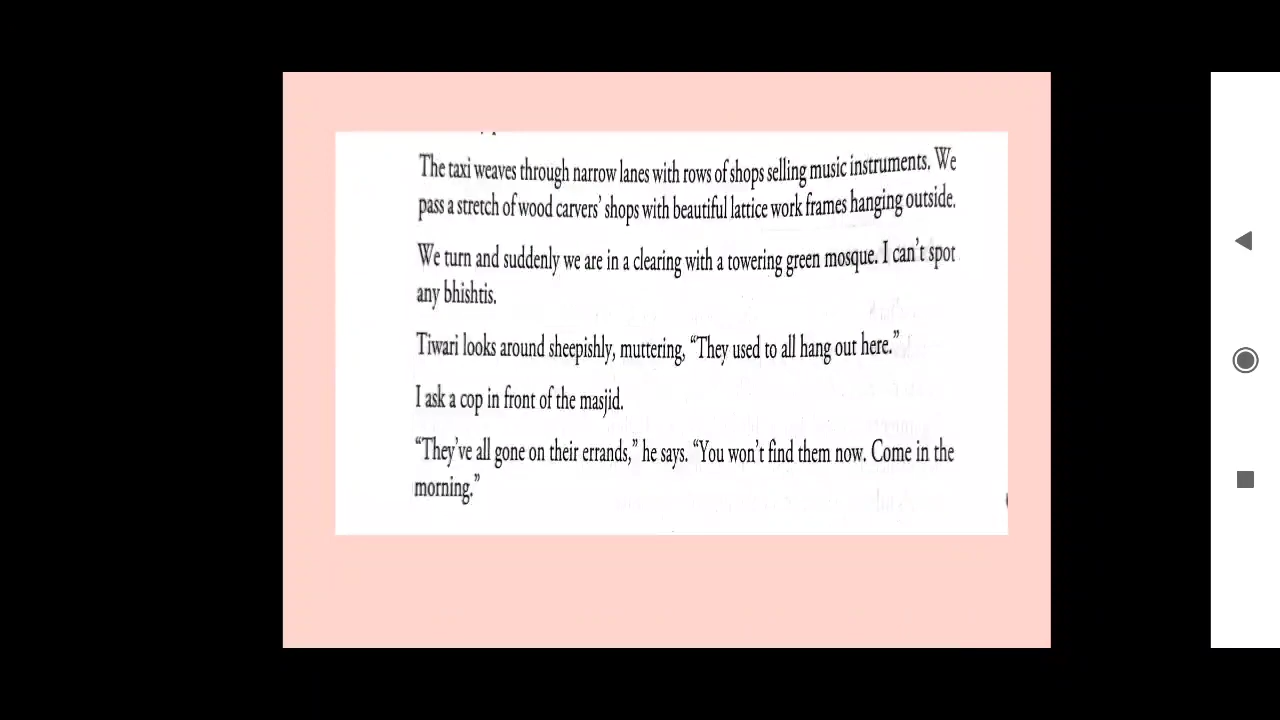 The taxi weaves through narrow lanes with rows of shops selling music instruments. We
pass a stretch of wood carvers' shops with beautiful lattice work frames hanging outside.
We turn and suddenly we are in a clearing with a towering green mosque. I can't spot
any bhishtis.
Tiwari looks around sheepishly, muttering, “They used to all hang out here.”
I ask a cop in front of the masjid.
“They've all gone on their errands,” he says. “You won't find them now. Come in the
morning.”